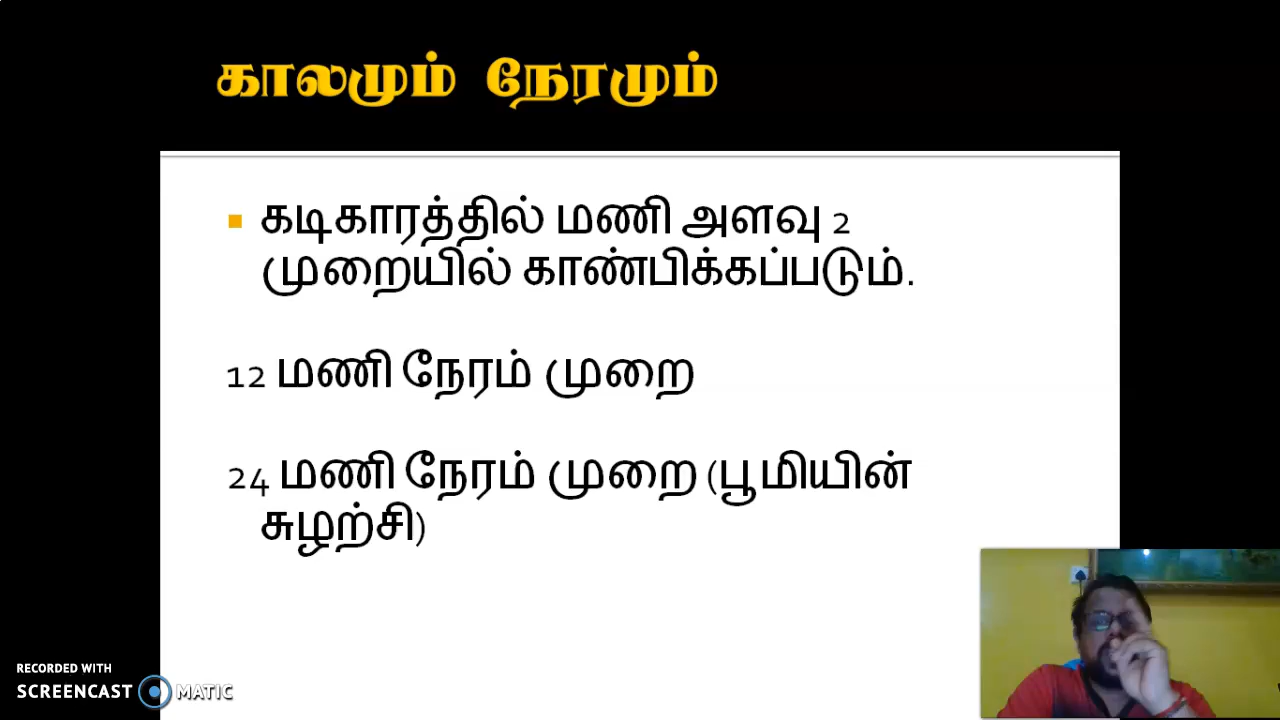 காலமும் நேரமும்
கடிகாரத்தில் மணி அளவு 2
முறையில் காண்பிக்கப்படும்.
12 மணி நேரம் முறை
24 மணி நேரம் முறை (பூமியின்
சுழற்சி)
RECORDED WITH
SCREENCAST MATIC